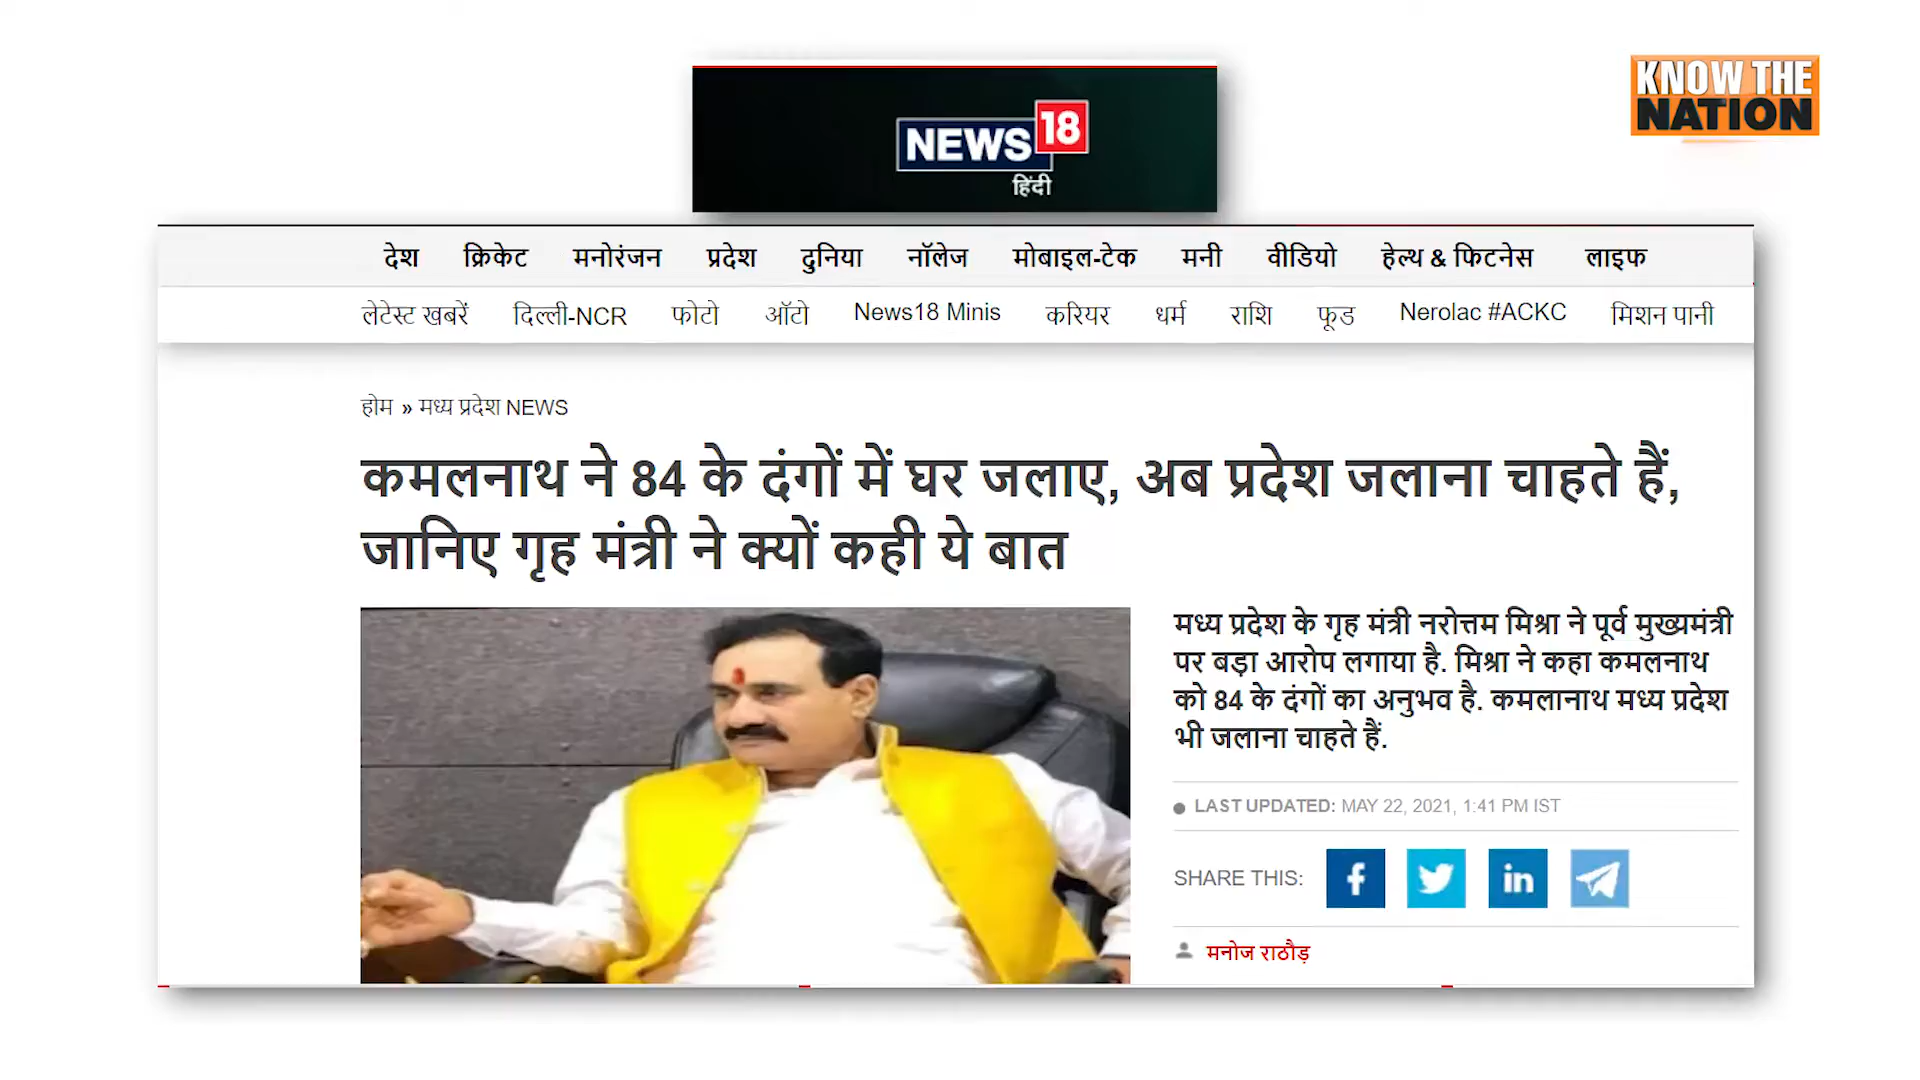 KNOW THE
NATION
NEWS 18
हिंदी
देश क्रिकेट मनोरंजन प्रदेश दुनिया नॉलेज मोबाइल-टेक मनी वीडियो हेल्थ & फिटनेस लाइफ
लेटेस्ट खबरें दिल्ली-NCR फोटो ऑटो News18 Minis करियर धर्म राशि फूड Nerolac #ACKC मिशन पानी
होम » मध्य प्रदेश NEWS
कमलनाथ ने 84 के दंगों में घर जलाए, अब प्रदेश जलाना चाहते हैं,
जानिए गृह मंत्री ने क्यों कही ये बात
मध्य प्रदेश के गृह मंत्री नरोत्तम मिश्रा ने पूर्व मुख्यमंत्री
पर बड़ा आरोप लगाया है. मिश्रा ने कहा कमलनाथ
को 84 के दंगों का अनुभव है. कमलानाथ मध्य प्रदेश
भी जलाना चाहते हैं.
LAST UPDATED: MAY 22, 2021, 1:41 PM IST
SHARE THIS:
मनोज राठौड़